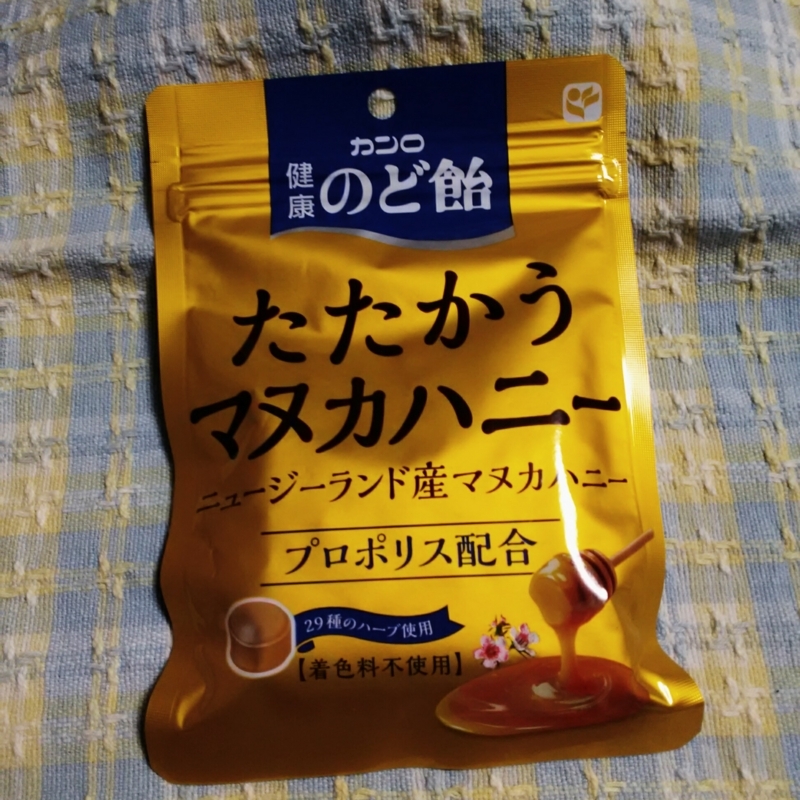 カンロ
健康のど飴
たたかう
マヌカハニー
ニュージーランド産マヌカハニー
プロポリス配合
29種のハーブ使用
【着色料不使用】